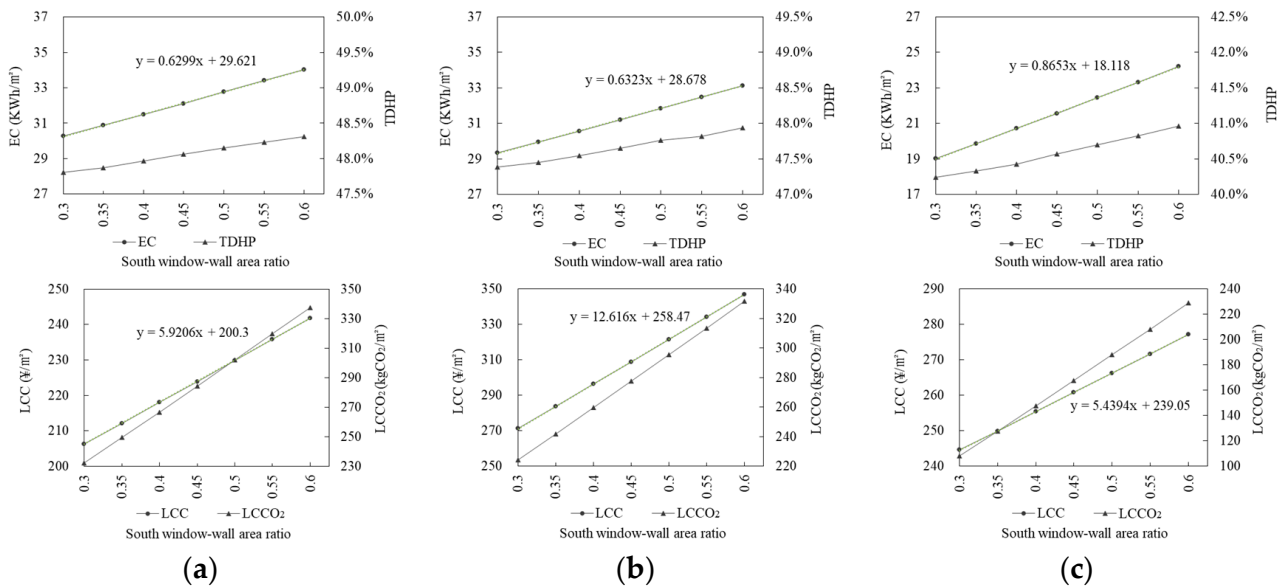 37
35
33
31
29
27
EC (KWh/m²)
y = 0.6299x + 29.621
50.0%
49.5%
49.0%
48.5%
48.0%
47.5%
TDHP
0.3 0.35 0.4 0.45 0.5 0.55 0.6
EC TDHP
South window-wall area ratio
37
35
33
31
29
27
EC (KWh/m²)
y = 0.6323x + 28.678
49.5%
49.0%
48.5%
48.0%
47.5%
47.0%
TDHP
0.3 0.35 0.4 0.45 0.5 0.55 0.6
EC TDHP
South window-wall area ratio
27
25
23
21
19
17
EC (KWh/m²)
y = 0.8653x + 18.118
42.5%
42.0%
41.5%
41.0%
40.5%
40.0%
TDHP
0.3 0.35 0.4 0.45 0.5 0.55 0.6
EC TDHP
South window-wall area ratio
250
240
230
220
210
200
LCC (¥/m²)
y = 5.9206x + 200.3
350
330
310
290
270
250
230
LCCO₂ (kgCO₂/m²)
0.3 0.35 0.4 0.45 0.5 0.55 0.6
LCC LCCO₂
South window-wall area ratio
350
330
310
290
270
250
LCC (¥/m²)
y = 12.616x + 258.47
340
320
300
280
260
240
220
LCCO₂ (kgCO₂/m²)
0.3 0.35 0.4 0.45 0.5 0.55 0.6
LCC LCCO₂
South window-wall area ratio
290
280
270
260
250
240
LCC (¥/m²)
y = 5.4394x + 239.05
240
220
200
180
160
140
120
100
LCCO₂ (kgCO₂/m²)
0.3 0.35 0.4 0.45 0.5 0.55 0.6
LCC LCCO₂
South window-wall area ratio
(a) (b) (c)